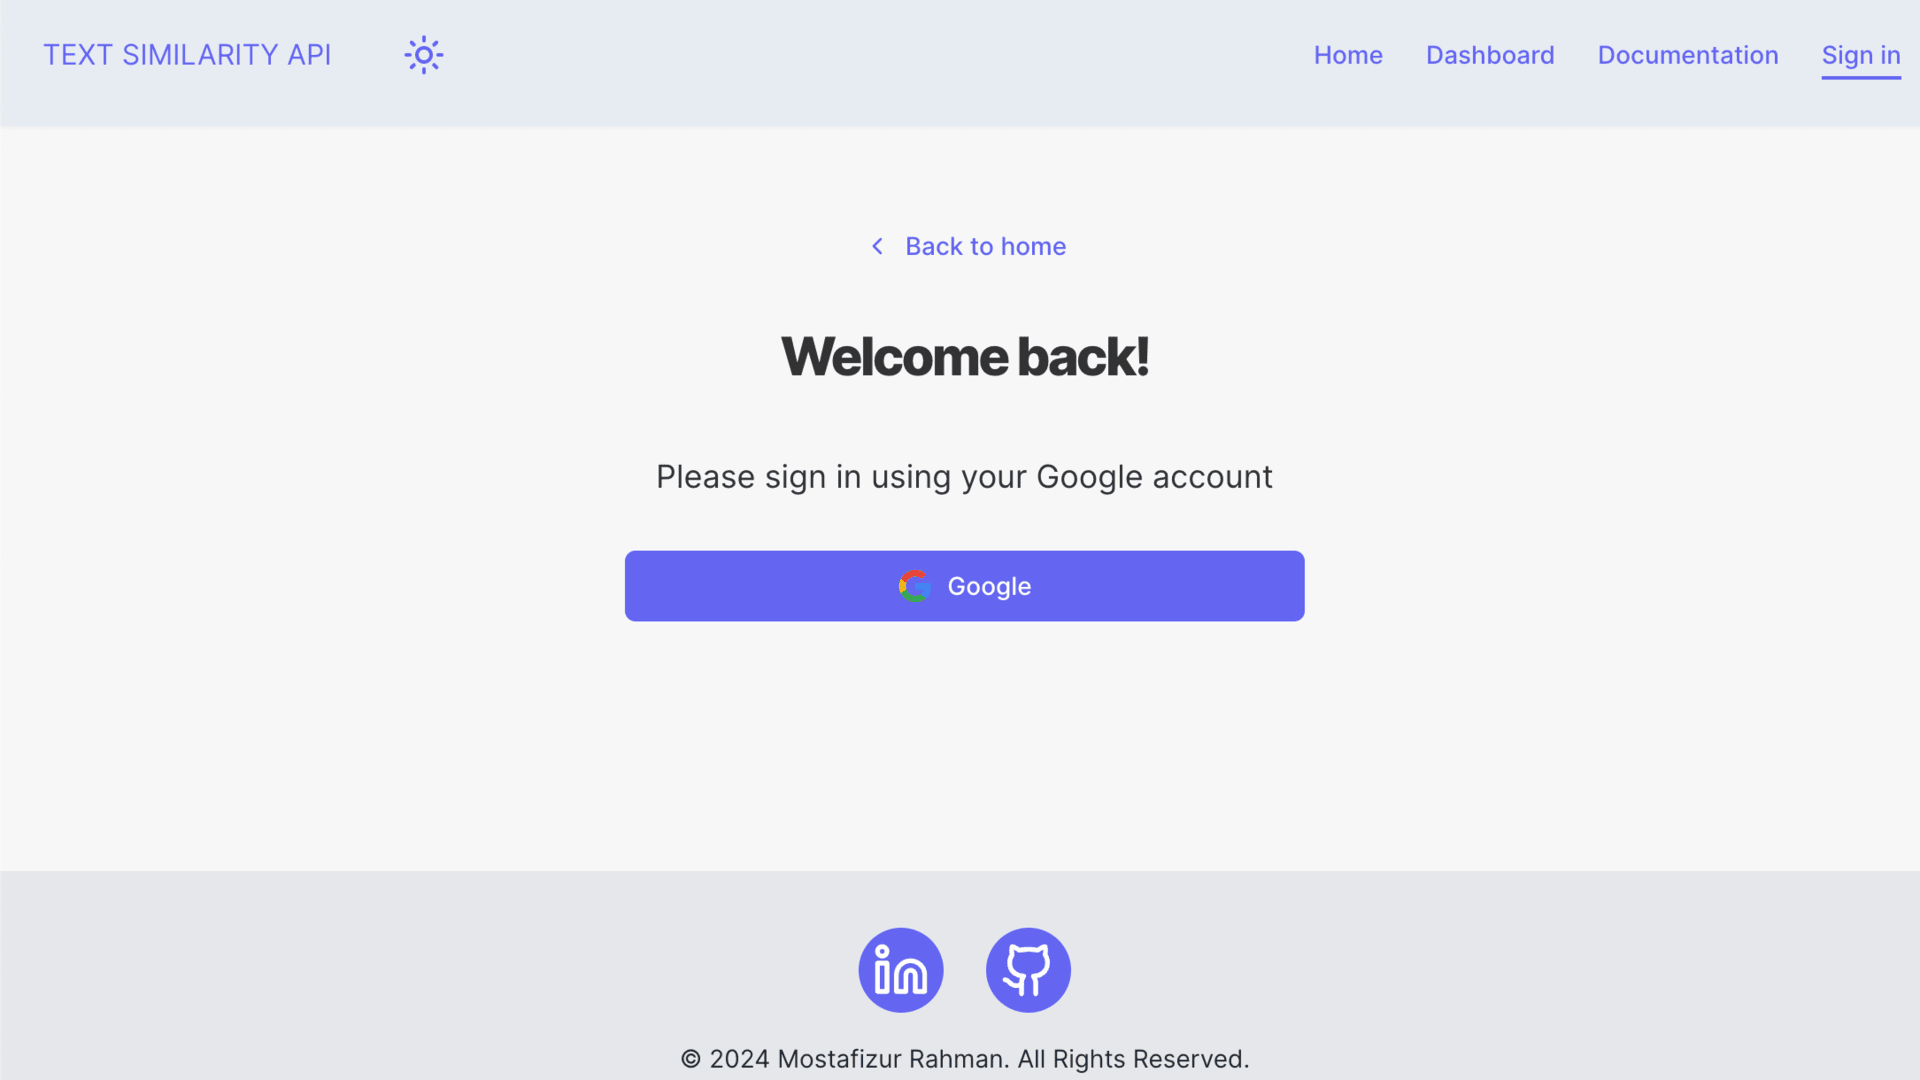 TEXT SIMILARITY API
Home Dashboard Documentation Sign in
Back to home
Welcome back!
Please sign in using your Google account
Google
© 2024 Mostafizur Rahman. All Rights Reserved.